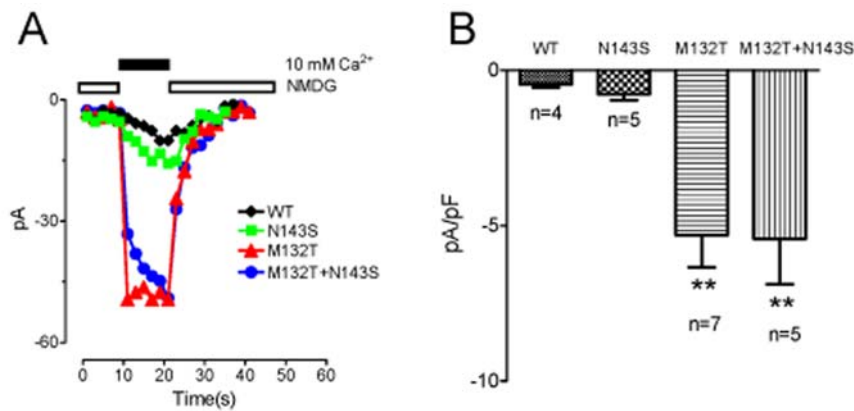 A
10 mM Ca²⁺
NMDG
0
-30
-60
pA
WT
N143S
M132T
M132T+N143S
0 10 20 30 40 50 60
Time(s)
B
WT N143S M132T M132T+N143S
0
-5
-10
pA/pF
n=4
n=5
**
n=7
**
n=5